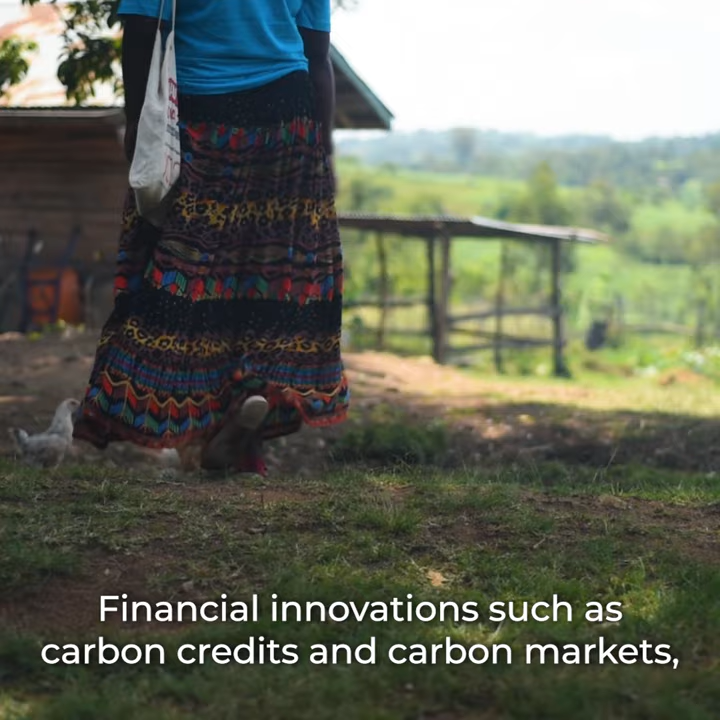 Financial innovations such as
carbon credits and carbon markets,